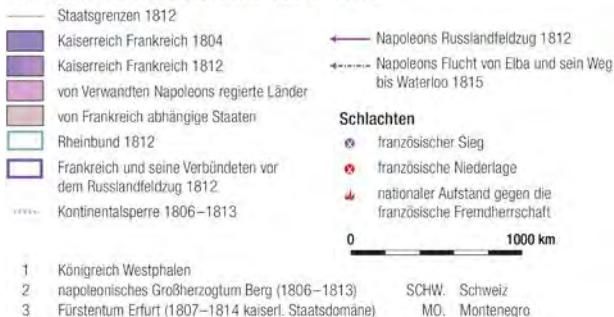 Staatsgrenzen 1812
Kaiserreich Frankreich 1804
Kaiserreich Frankreich 1812
von Verwandten Napoleons regierte Länder
von Frankreich abhängige Staaten
Rheinbund 1812
Frankreich und seine Verbündeten vor
dem Russlandfeldzug 1812
Kontinentalsperre 1806–1813
Napoleons Russlandfeldzug 1812
Napoleons Flucht von Elba und sein Weg
bis Waterloo 1815
Schlachten
französischer Sieg
französische Niederlage
nationaler Aufstand gegen die
französische Fremdherrschaft
0 1000 km
1 Königreich Westphalen
2 napoleonisches Großherzogtum Berg (1806–1813)
3 Fürstentum Erfurt (1807–1814 kaiserl. Staatsdomäne)
SCHW. Schweiz
MO. Montenegro